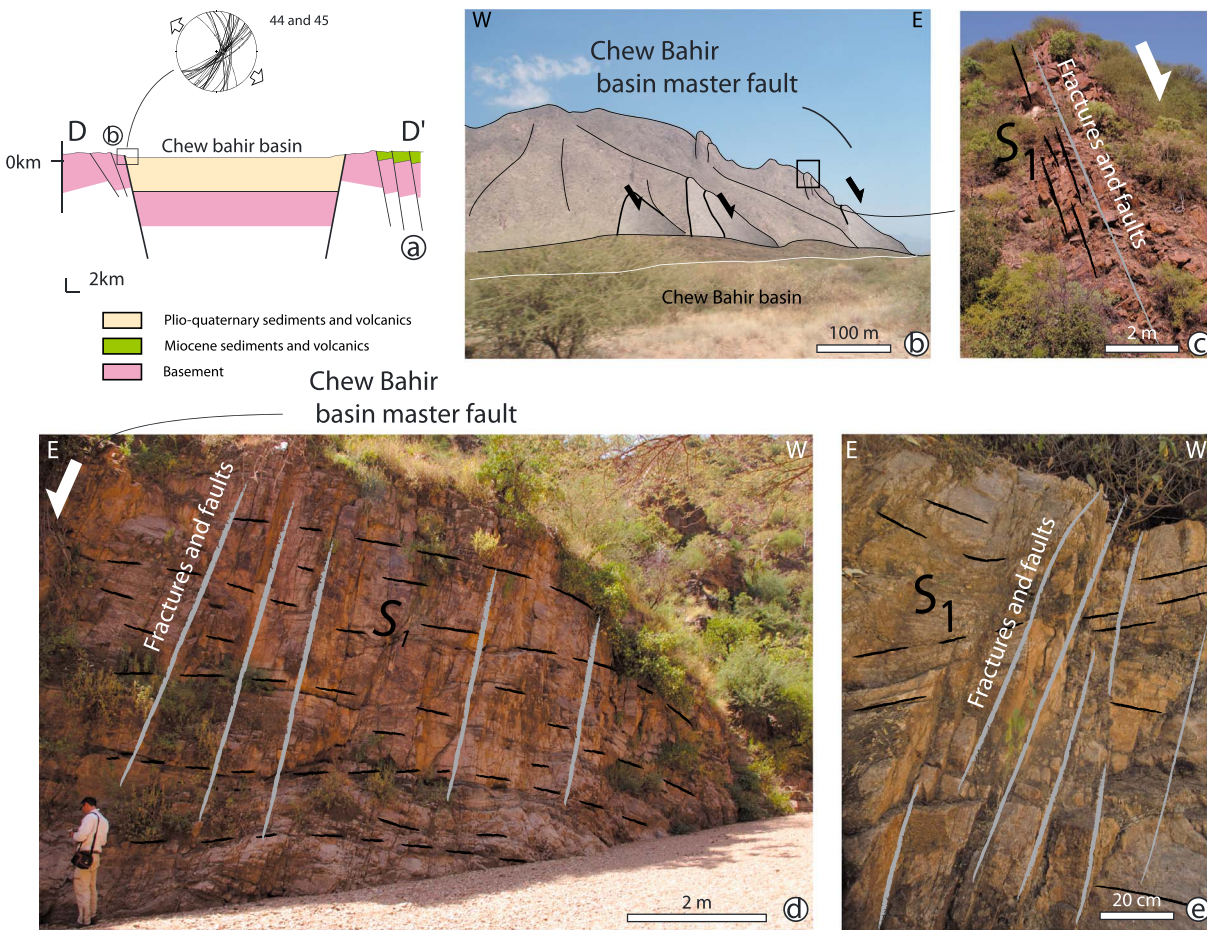 44 and 45
D
b
D'
0km
Chew bahir basin
a
2km
Plio-quaternary sediments and volcanics
Miocene sediments and volcanics
Basement
W
E
Chew Bahir
basin master fault
Chew Bahir basin
100 m
b
S1
Fractures and faults
2 m
c
Chew Bahir
basin master fault
E
W
Fractures and faults
S1
2 m
d
E
W
Fractures and faults
S1
20 cm
e